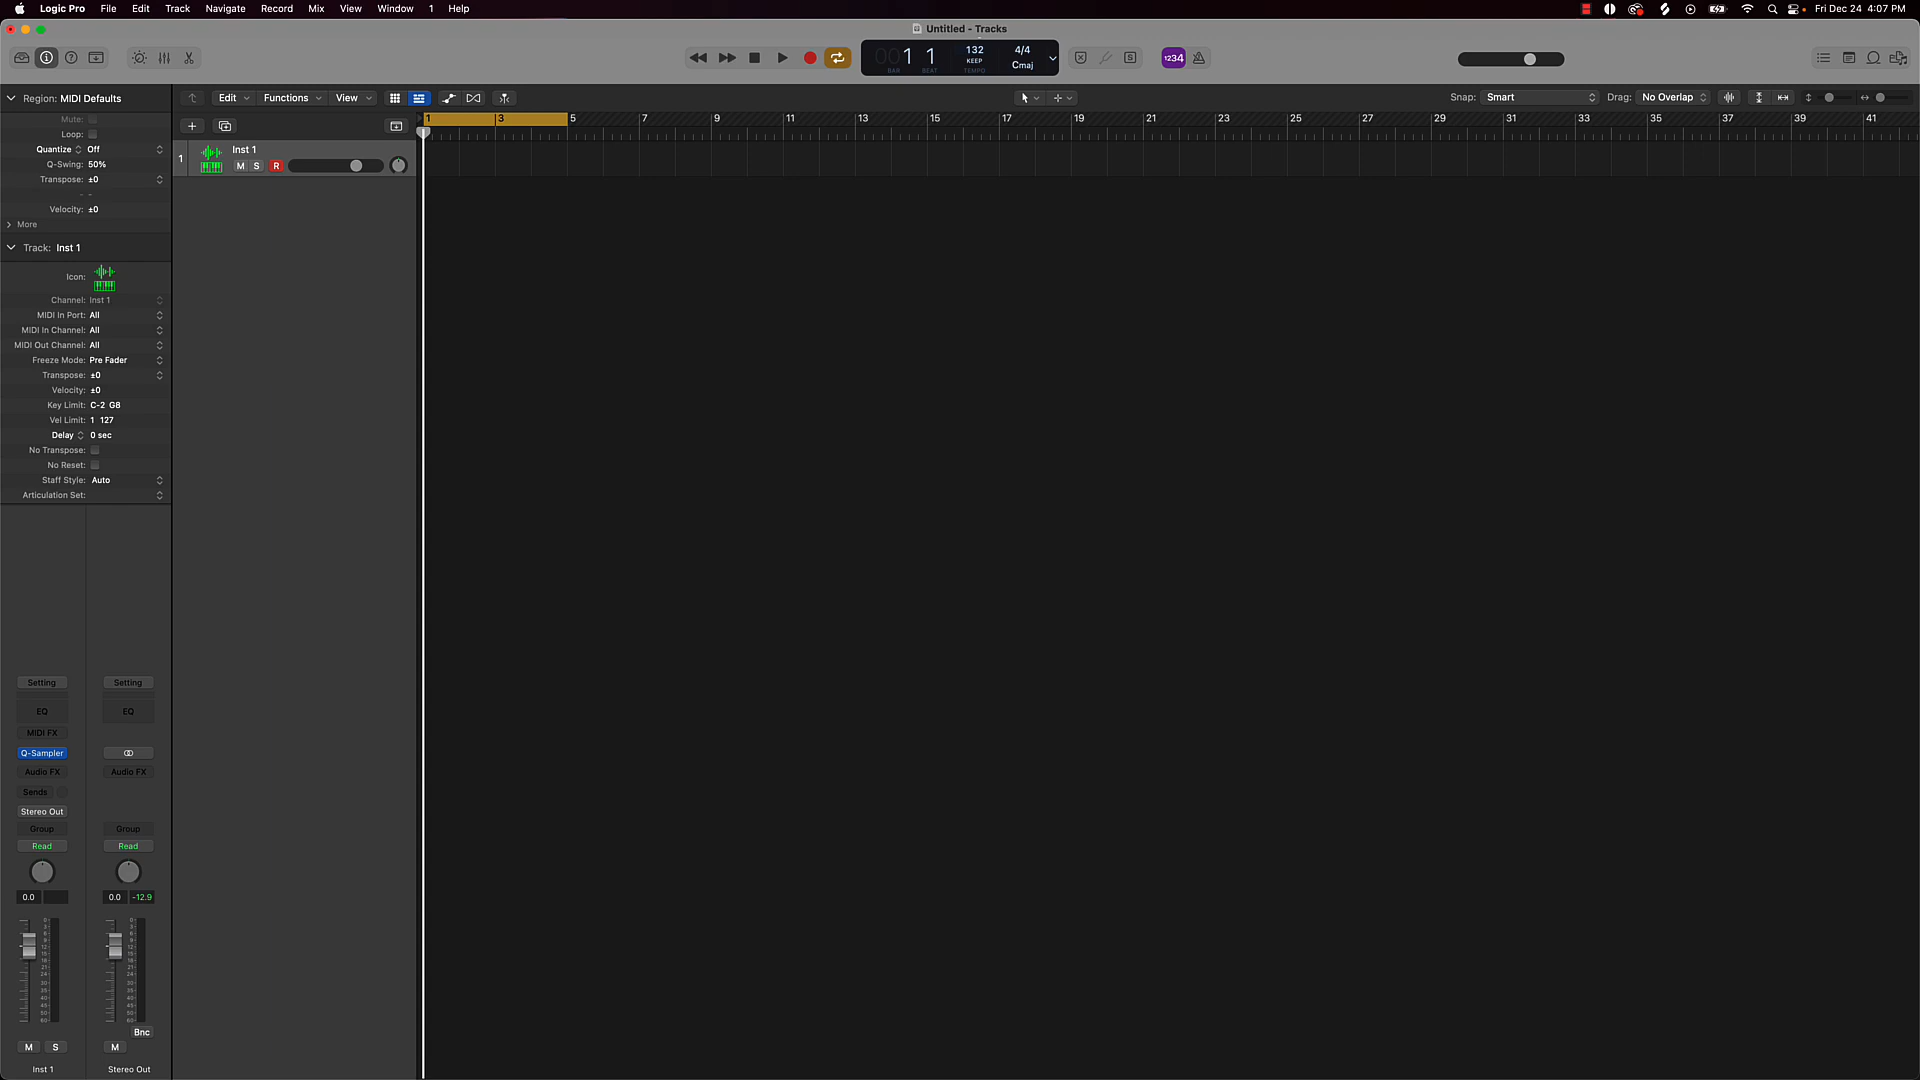 Logic Pro File Edit Track Navigate Record Mix View Window 1 Help
Fri Dec 24 4:07 PM
Untitled - Tracks
001 1 132 4/4
KEEP Cmaj
BAR BEAT TEMPO
1234
Region: MIDI Defaults
Edit Functions View
Snap: Smart Drag: No Overlap
Mute:
Loop:
Quantize Off
Q-Swing: 50%
Transpose: ±0
Velocity: ±0
More
1 3 5 7 9 11 13 15 17 19 21 23 25 27 29 31 33 35 37 39 41
1 Inst 1
M S R
Track: Inst 1
Icon:
Channel: Inst 1
MIDI In Port: All
MIDI In Channel: All
MIDI Out Channel: All
Freeze Mode: Pre Fader
Transpose: ±0
Velocity: ±0
Key Limit: C-2 G8
Vel Limit: 1 127
Delay 0 sec
No Transpose:
No Reset:
Staff Style: Auto
Articulation Set:
Setting Setting
EQ EQ
MIDI FX
Q-Sampler
Audio FX Audio FX
Sends
Stereo Out
Group Group
Read Read
0.0 0.0 -12.9
Bnc
M S M
Inst 1 Stereo Out